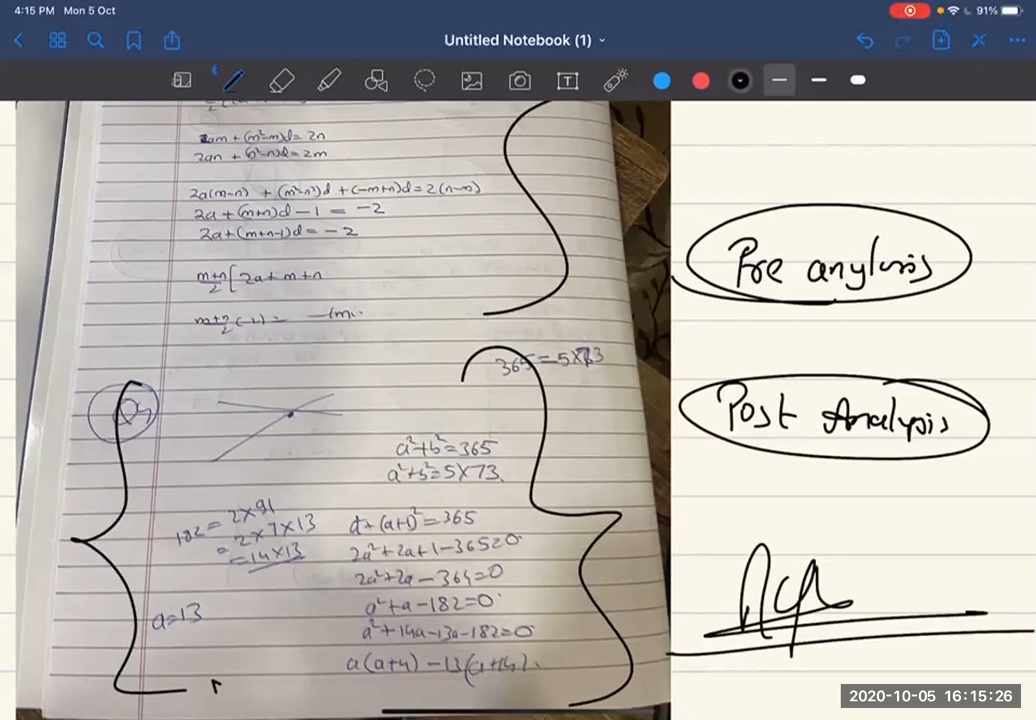 4:15 PM Mon 5 Oct
91%
Untitled Notebook (1)
2am + (m²-m)d = 2n
2an + (n²-n)d = 2m
2a(m-n) + (m²-n²)d + (-m+n)d = 2(n-m)
2a + (m+n)d - 1 = -2
2a + (m+n-1)d = -2
m+n/2 [2a + m+n
m+n/2 (-2) = -(m
365 = 5×73
a²+b² = 365
a²+b² = 5×73
182 = 2×91
= 2×7×13
= 14×13
a²+(a+1)² = 365
2a²+2a+1-365=0
2a²+2a-364=0
a²+a-182=0
a²+14a-13a-182=0
a(a+4) -13(a+14)
a=13
Pre anylasis
Post Analysis
2020-10-05 16:15:26